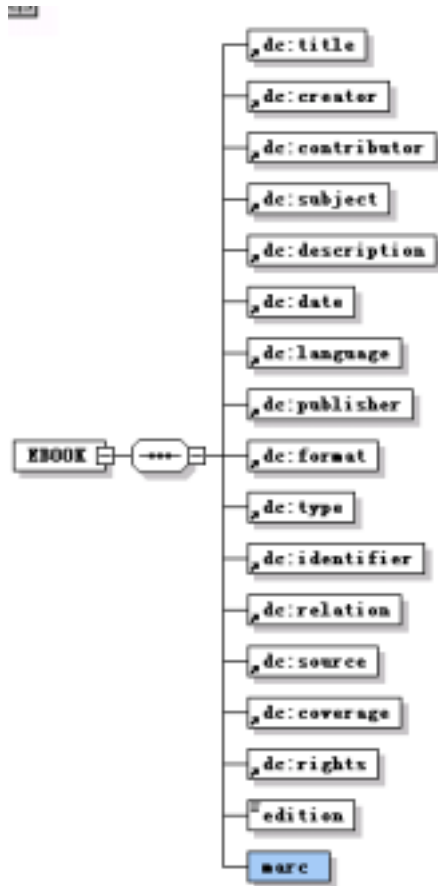 dc:title
dc:creator
dc:contributor
dc:subject
dc:description
dc:date
dc:language
dc:publisher
EBOOK
dc:format
dc:type
dc:identifier
dc:relation
dc:source
dc:coverage
dc:rights
edition
marc